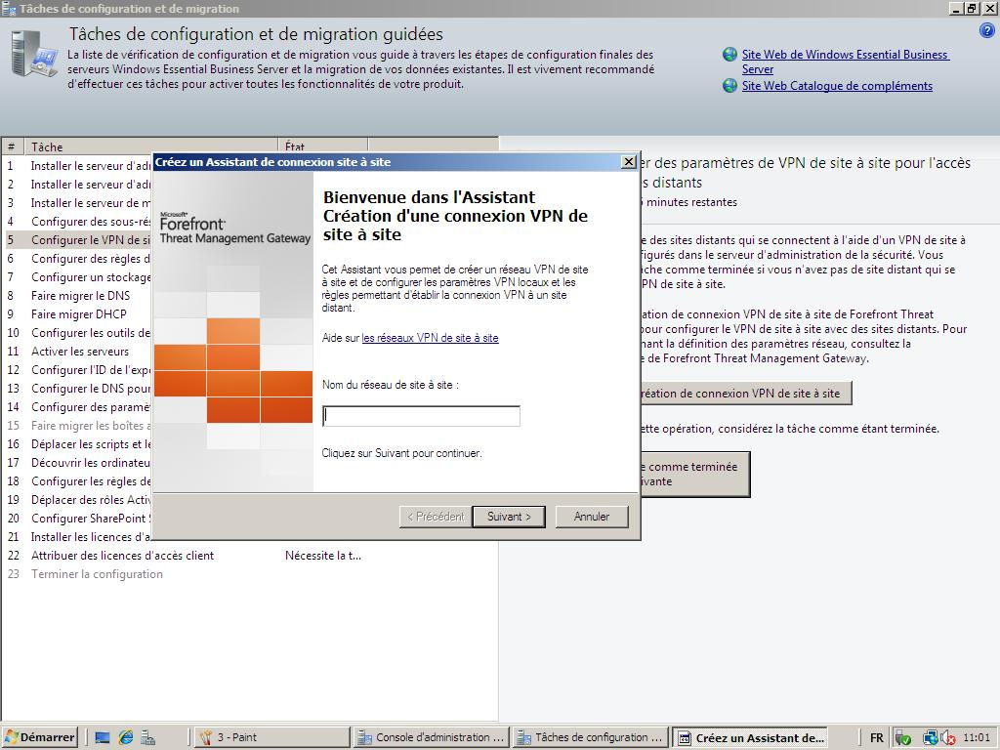 Tâches de configuration et de migration
Tâches de configuration et de migration guidées
La liste de vérification de configuration et de migration vous guide à travers les étapes de configuration finales des
serveurs Windows Essential Business Server et la migration de vos données existantes. Il est vivement recommandé
d'effectuer ces tâches pour activer toutes les fonctionnalités de votre produit.
Site Web de Windows Essential Business
Server
Site Web Catalogue de compléments
# Tâche État
1 Installer le serveur d'adm
2 Installer le serveur d'adm
3 Installer le serveur de m
4 Configurer des sous-rés
5 Configurer le VPN de si
6 Configurer des règles d
7 Configurer un stockage
8 Faire migrer le DNS
9 Faire migrer DHCP
10 Configurer les outils de
11 Activer les serveurs
12 Configurer l'ID de l'exp
13 Configurer le DNS pour
14 Configurer des paramèt
15 Faire migrer les boîtes a
16 Déplacer les scripts et le
17 Découvrir les ordinateu
18 Configurer les règles de
19 Déplacer des rôles Activ
20 Configurer SharePoint S
21 Installer les licences d'a
22 Attribuer des licences d'accès client Nécessite la t...
23 Terminer la configuration
Créez un Assistant de connexion site à site
Microsoft
Forefront
Threat Management Gateway
Bienvenue dans l'Assistant
Création d'une connexion VPN de
site à site
Cet Assistant vous permet de créer un réseau VPN de site
à site et de configurer les paramètres VPN locaux et les
règles permettant d'établir la connexion VPN à un site
distant.
Aide sur les réseaux VPN de site à site
Nom du réseau de site à site :
Cliquez sur Suivant pour continuer.
< Précédent
Suivant >
Annuler
er des paramètres de VPN de site à site pour l'accès
s distants
minutes restantes
e des sites distants qui se connectent à l'aide d'un VPN de site à
figurés dans le serveur d'administration de la sécurité. Vous
tâche comme terminée si vous n'avez pas de site distant qui se
VPN de site à site.
ation de connexion VPN de site à site de Forefront Threat
pour configurer le VPN de site à site avec des sites distants. Pour
nant la définition des paramètres réseau, consultez la
e de Forefront Threat Management Gateway.
réation de connexion VPN de site à site
ette opération, considérez la tâche comme étant terminée.
e comme terminée
ivante
Démarrer
3 - Paint
Console d'administration ...
Tâches de configuration ...
Créez un Assistant de...
FR
11:01